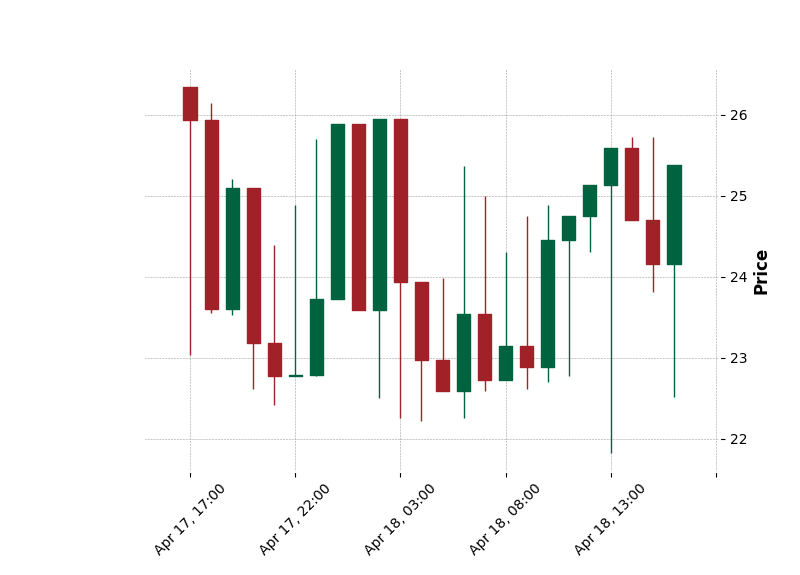 26
25
24
23
22
Price
Apr 17, 17:00
Apr 17, 22:00
Apr 18, 03:00
Apr 18, 08:00
Apr 18, 13:00